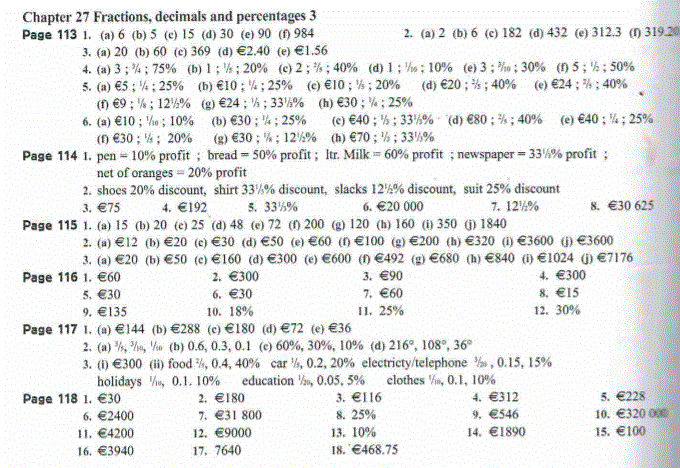 Chapter 27 Fractions, decimals and percentages 3
Page 113 1. (a) 6 (b) 5 (c) 15 (d) 30 (e) 90 (f) 984 2. (a) 2 (b) 6 (c) 182 (d) 432 (e) 312.3 (f) 319.20
3. (a) 20 (b) 60 (c) 369 (d) €2.40 (e) €1.56
4. (a) 3 ; ¾ ; 75% (b) 1 ; ⅕ ; 20% (c) 2 ; ⅖ ; 40% (d) 1 ; ⅒ ; 10% (e) 3 ; 3/10 ; 30% (f) 5 ; ½ ; 50%
5. (a) €5 ; ¼ ; 25% (b) €10 ; ¼ ; 25% (c) €10 ; ⅕ ; 20% (d) €20 ; ⅖ ; 40% (e) €24 ; ⅖ ; 40%
(f) €9 ; ⅛ ; 12½% (g) €24 ; ⅓ ; 33⅓% (h) €30 ; ¼ ; 25%
6. (a) €10 ; ⅒ ; 10% (b) €30 ; ¼ ; 25% (c) €40 ; ⅓ ; 33⅓% (d) €80 ; ⅖ ; 40% (e) €40 ; ¼ ; 25%
(f) €30 ; ⅕ ; 20% (g) €30 ; ⅛ ; 12½% (h) €70 ; ⅓ ; 33⅓%
Page 114 1. pen = 10% profit ; bread = 50% profit ; ltr. Milk = 60% profit ; newspaper = 33⅓% profit ;
net of oranges = 20% profit
2. shoes 20% discount, shirt 33⅓% discount, slacks 12½% discount, suit 25% discount
3. €75 4. €192 5. 33⅓% 6. €20 000 7. 12½% 8. €30 625
Page 115 1. (a) 15 (b) 20 (c) 25 (d) 48 (e) 72 (f) 200 (g) 120 (h) 160 (i) 350 (j) 1840
2. (a) €12 (b) €20 (c) €30 (d) €50 (e) €60 (f) €100 (g) €200 (h) €320 (i) €3600 (j) €3600
3. (a) €20 (b) €50 (c) €160 (d) €300 (e) €600 (f) €492 (g) €680 (h) €840 (i) €1024 (j) €7176
Page 116 1. €60 2. €300 3. €90 4. €300
5. €30 6. €30 7. €60 8. €15
9. €135 10. 18% 11. 25% 12. 30%
Page 117 1. (a) €144 (b) €288 (c) €180 (d) €72 (e) €36
2. (a) ⅗, 3/10, 1/10 (b) 0.6, 0.3, 0.1 (c) 60%, 30%, 10% (d) 216°, 108°, 36°
3. (i) €300 (ii) food ⅖, 0.4, 40% car ⅕, 0.2, 20% electricty/telephone 3/20, 0.15, 15%
holidays 1/10, 0.1, 10% education 1/20, 0.05, 5% clothes 1/10, 0.1, 10%
Page 118 1. €30 2. €180 3. €116 4. €312 5. €228
6. €2400 7. €31 800 8. 25% 9. €546 10. €320 000
11. €4200 12. €9000 13. 10% 14. €1890 15. €100
16. €3940 17. 7640 18. €468.75